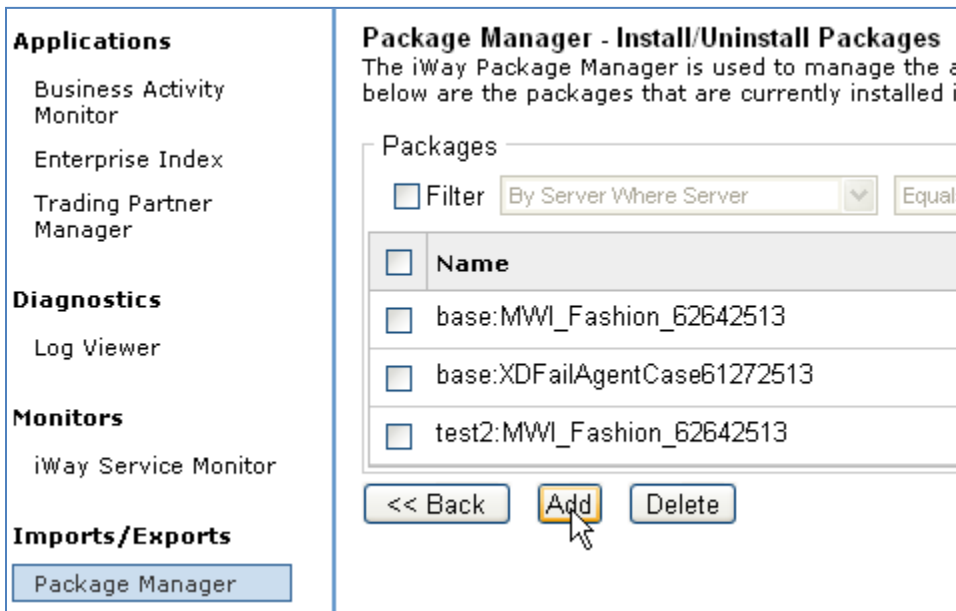 Applications
Business Activity
Monitor
Enterprise Index
Trading Partner
Manager
Diagnostics
Log Viewer
Monitors
iWay Service Monitor
Imports/Exports
Package Manager
Package Manager - Install/Uninstall Packages
The iWay Package Manager is used to manage the a
below are the packages that are currently installed i
Packages
Filter By Server Where Server Equal
Name
base:MWI_Fashion_62642513
base:XDFailAgentCase61272513
test2:MWI_Fashion_62642513
<< Back Add Delete